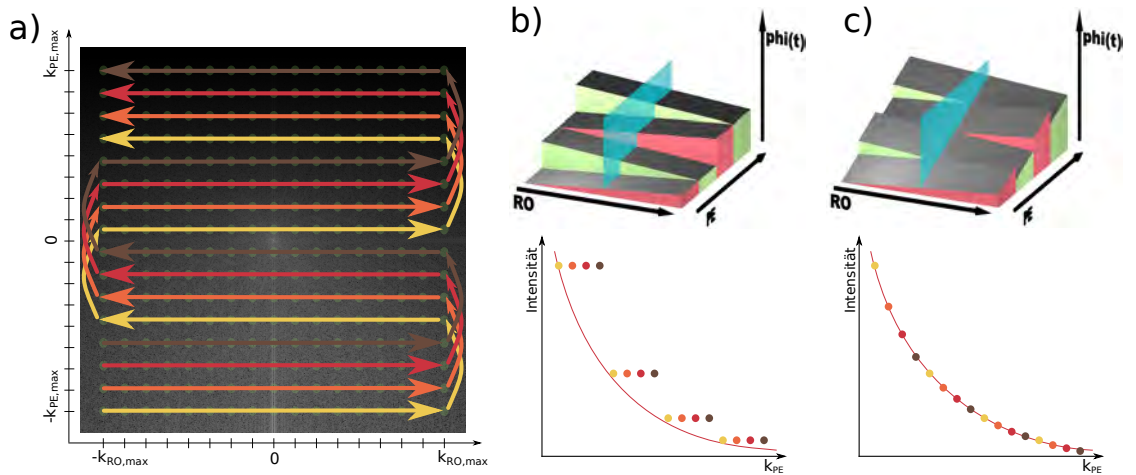 a)
k_PE,max
0
-k_PE,max
-k_RO,max
0
k_RO,max
b)
phi(t)
RO
PE
Intensität
k_PE
c)
phi(t)
RO
PE
Intensität
k_PE